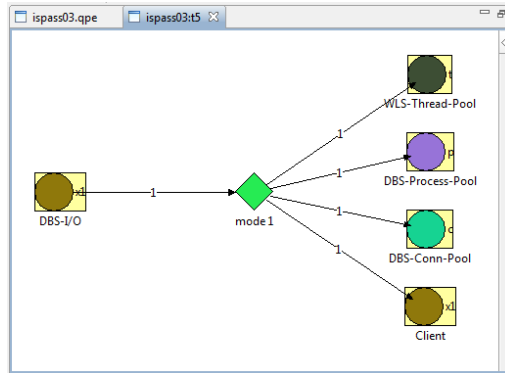 ispass03.qpe ispass03:t5
t
WLS-Thread-Pool
1
p
DBS-Process-Pool
1
x1
1
DBS-I/O
mode 1
1
c
DBS-Conn-Pool
1
x1
Client